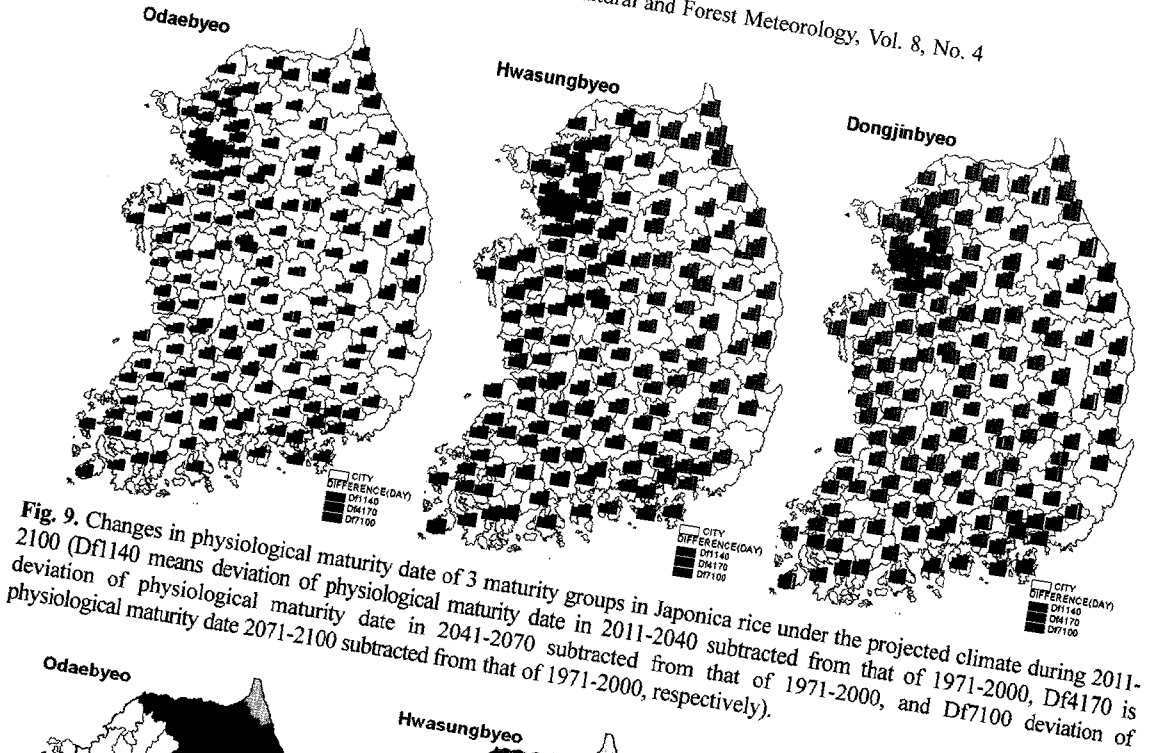 tural and Forest Meteorology, Vol. 8, No. 4
Odaebyeo
Hwasungbyeo
Dongjinbyeo
CITY
DIFFERENCE(DAY)
Df1140
Df4170
Df7100
CITY
DIFFERENCE(DAY)
Df1140
Df4170
Df7100
CITY
DIFFERENCE(DAY)
Df1140
Df4170
Df7100
Fig. 9. Changes in physiological maturity date of 3 maturity groups in Japonica rice under the projected climate during 2011-
2100 (Df1140 means deviation of physiological maturity date in 2011-2040 subtracted from that of 1971-2000, Df4170 is
deviation of physiological maturity date in 2041-2070 subtracted from that of 1971-2000, and Df7100 deviation of
physiological maturity date 2071-2100 subtracted from that of 1971-2000, respectively).
Odaebyeo
Hwasungbyeo